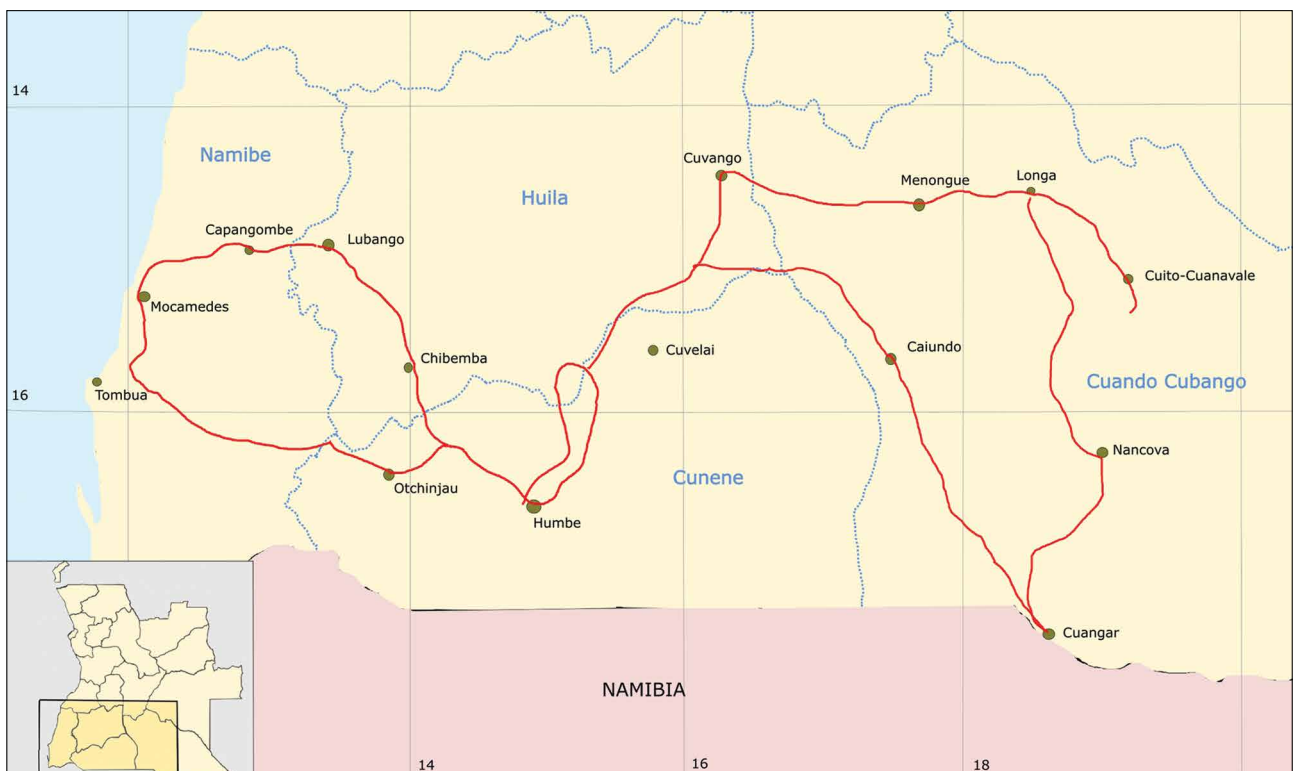 14
Namibe
Huila
Cuvango
Menongue
Longa
Capangombe
Lubango
Mocamedes
Cuito-Cuanavale
Chibemba
Cuvelai
Caiundo
Tombua
Cuando Cubango
16
Otchinjau
Cunene
Nancova
Humbe
Cuangar
NAMIBIA
14
16
18